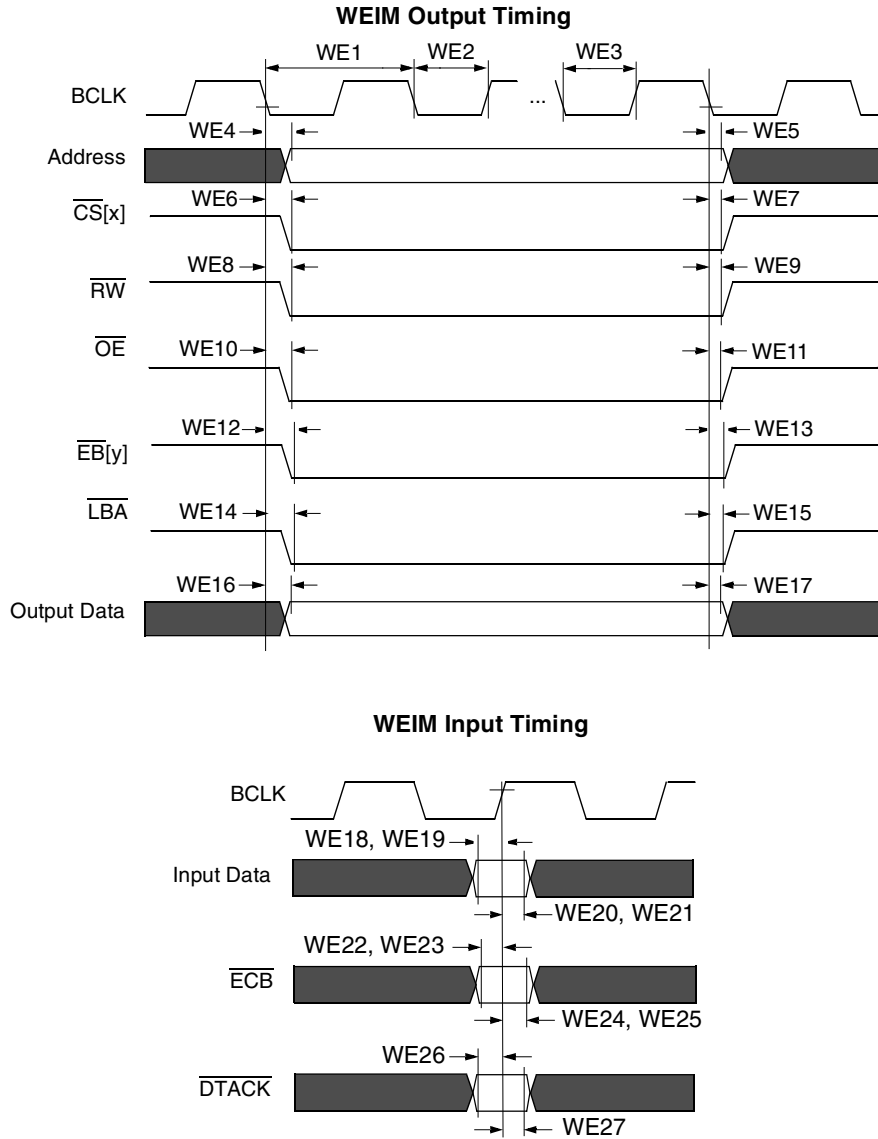 WEIM Output Timing
WE1 WE2 WE3
BCLK ...
WE4 WE5
Address
WE6 WE7
CS[x]
WE8 WE9
RW
WE10 WE11
OE
WE12 WE13
EB[y]
WE14 WE15
LBA
WE16 WE17
Output Data
WEIM Input Timing
BCLK
WE18, WE19
Input Data
WE20, WE21
WE22, WE23
ECB
WE24, WE25
WE26
DTACK
WE27